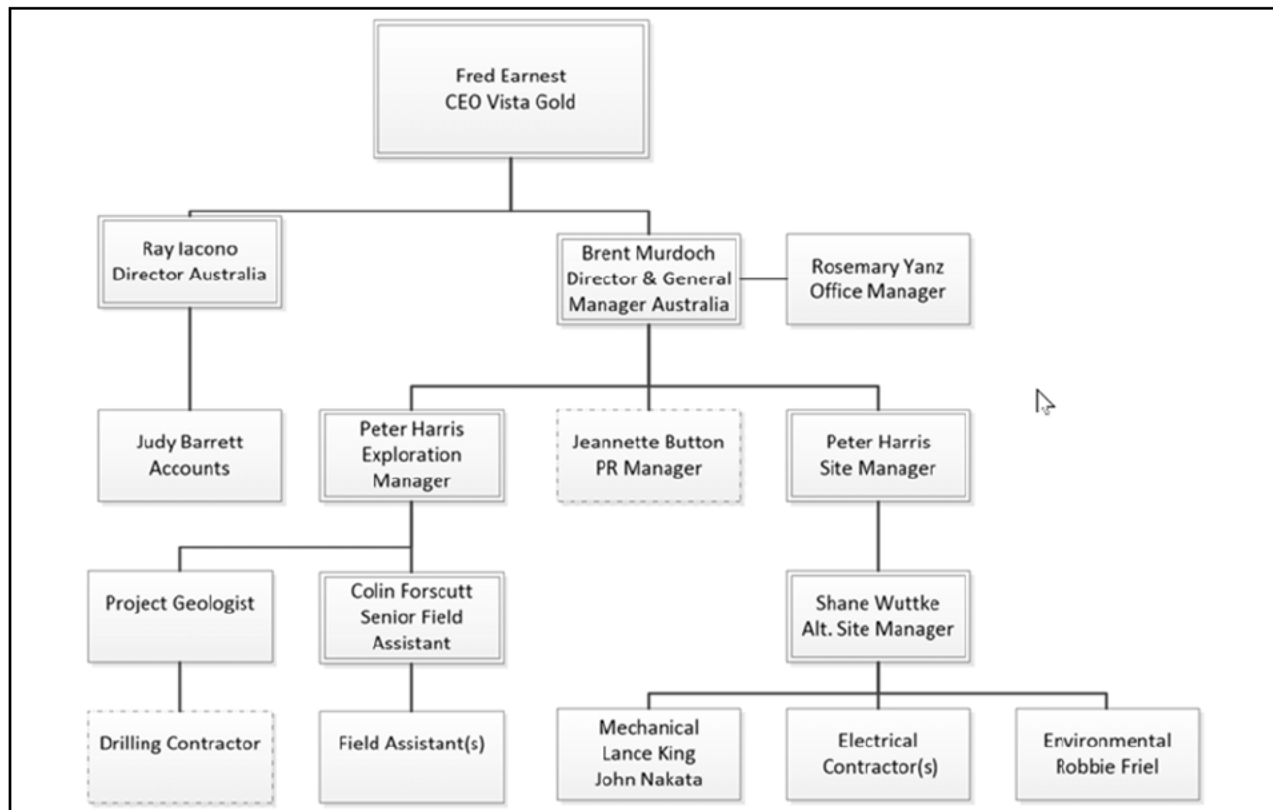 Fred Earnest
CEO Vista Gold
Ray Iacono
Director Australia
Brent Murdoch
Director & General
Manager Australia
Rosemary Yanz
Office Manager
Judy Barrett
Accounts
Peter Harris
Exploration
Manager
Jeannette Button
PR Manager
Peter Harris
Site Manager
Project Geologist
Colin Forscutt
Senior Field
Assistant
Shane Wuttke
Alt. Site Manager
Drilling Contractor
Field Assistant(s)
Mechanical
Lance King
John Nakata
Electrical
Contractor(s)
Environmental
Robbie Friel